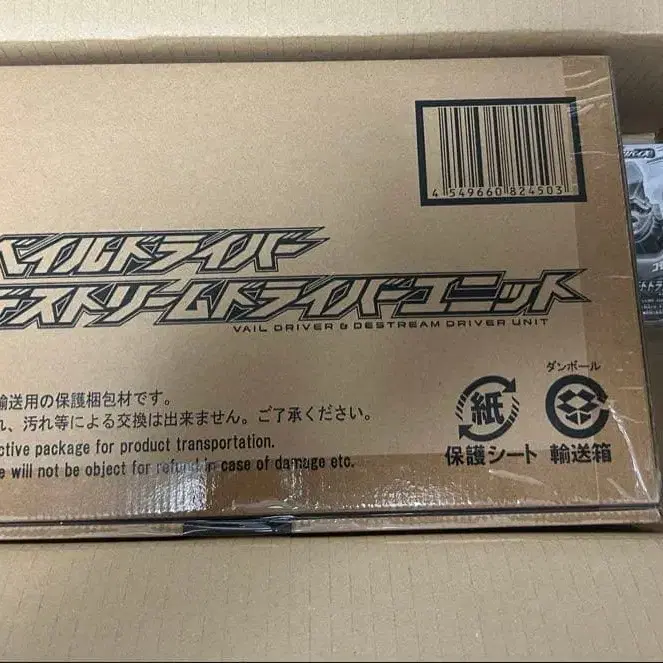 4 549660 824503
ベイルドライバー
デストリームドライバーユニット
VAIL DRIVER & DESTREAM DRIVER UNIT
輸送用の保護梱包材です。
れ、汚れ等による交換は出来ません。ご了承ください。
ctive package for product transportation.
e will not be object for refund in case of damage etc.
紙
保護シート
ダンボール
輸送箱